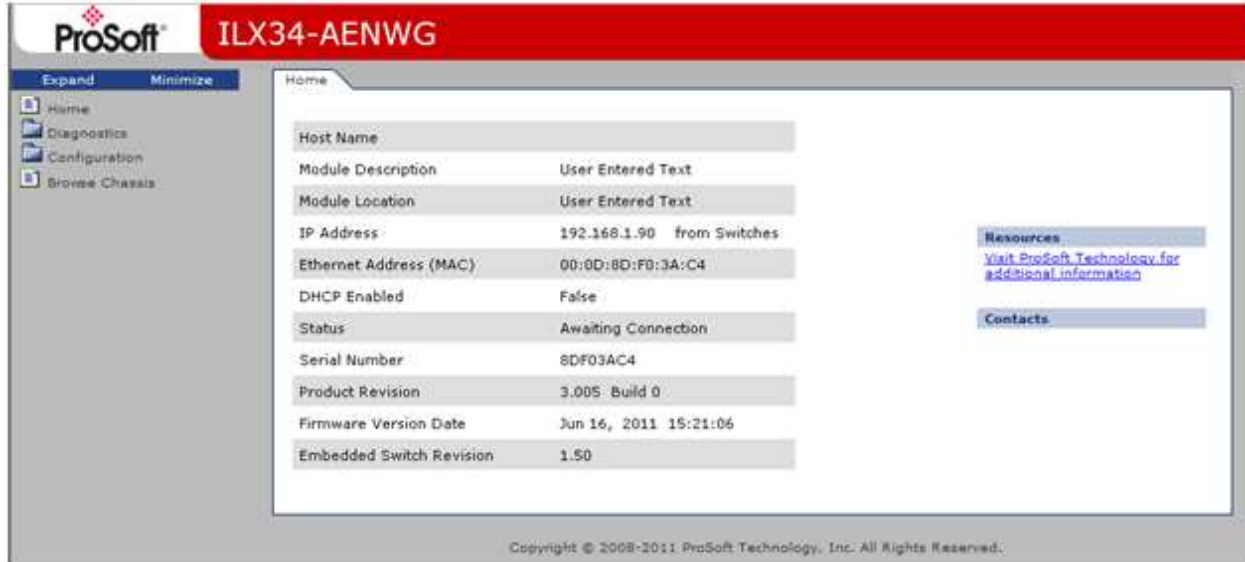 ProSoft®
ILX34-AENWG
Expand Minimize
Home
Diagnostics
Configuration
Browse Chassis
Home
Host Name
Module Description User Entered Text
Module Location User Entered Text
IP Address 192.168.1.90 from Switches
Ethernet Address (MAC) 00:0D:8D:F0:3A:C4
DHCP Enabled False
Status Awaiting Connection
Serial Number 8DF03AC4
Product Revision 3.005 Build 0
Firmware Version Date Jun 16, 2011 15:21:06
Embedded Switch Revision 1.50
Resources
Visit ProSoft Technology for
additional information
Contacts
Copyright © 2008-2011 ProSoft Technology, Inc. All Rights Reserved.